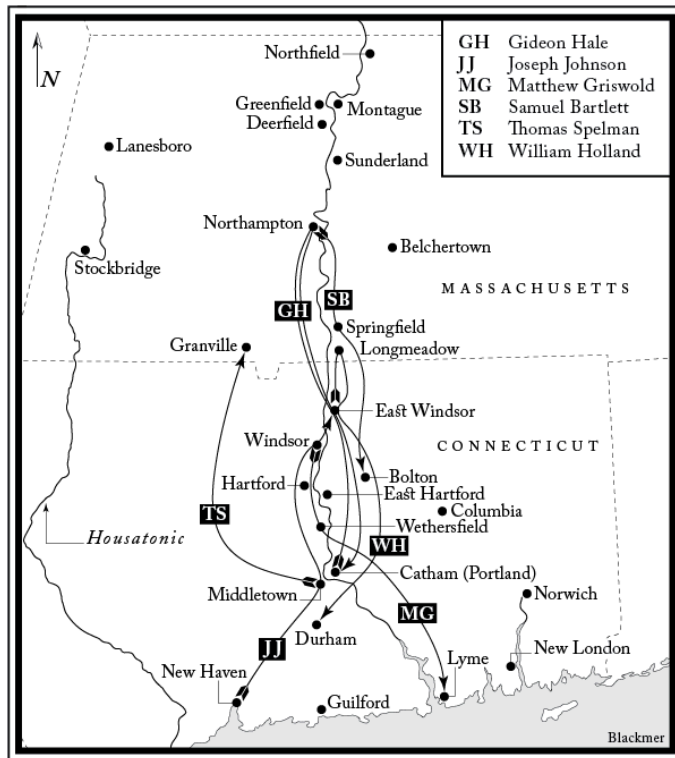 GH Gideon Hale
JJ Joseph Johnson
MG Matthew Griswold
SB Samuel Bartlett
TS Thomas Spelman
WH William Holland
N
Northfield
Greenfield
Montague
Deerfield
Lanesboro
Sunderland
Northampton
Belchertown
Stockbridge
MASSACHUSETTS
SB
GH
Springfield
Granville
Longmeadow
East Windsor
Windsor
CONNECTICUT
Bolton
Hartford
East Hartford
Columbia
TS
Wethersfield
Housatonic
WH
Catham (Portland)
Middletown
Norwich
MG
Durham
JJ
New London
New Haven
Lyme
Guilford
Blackmer